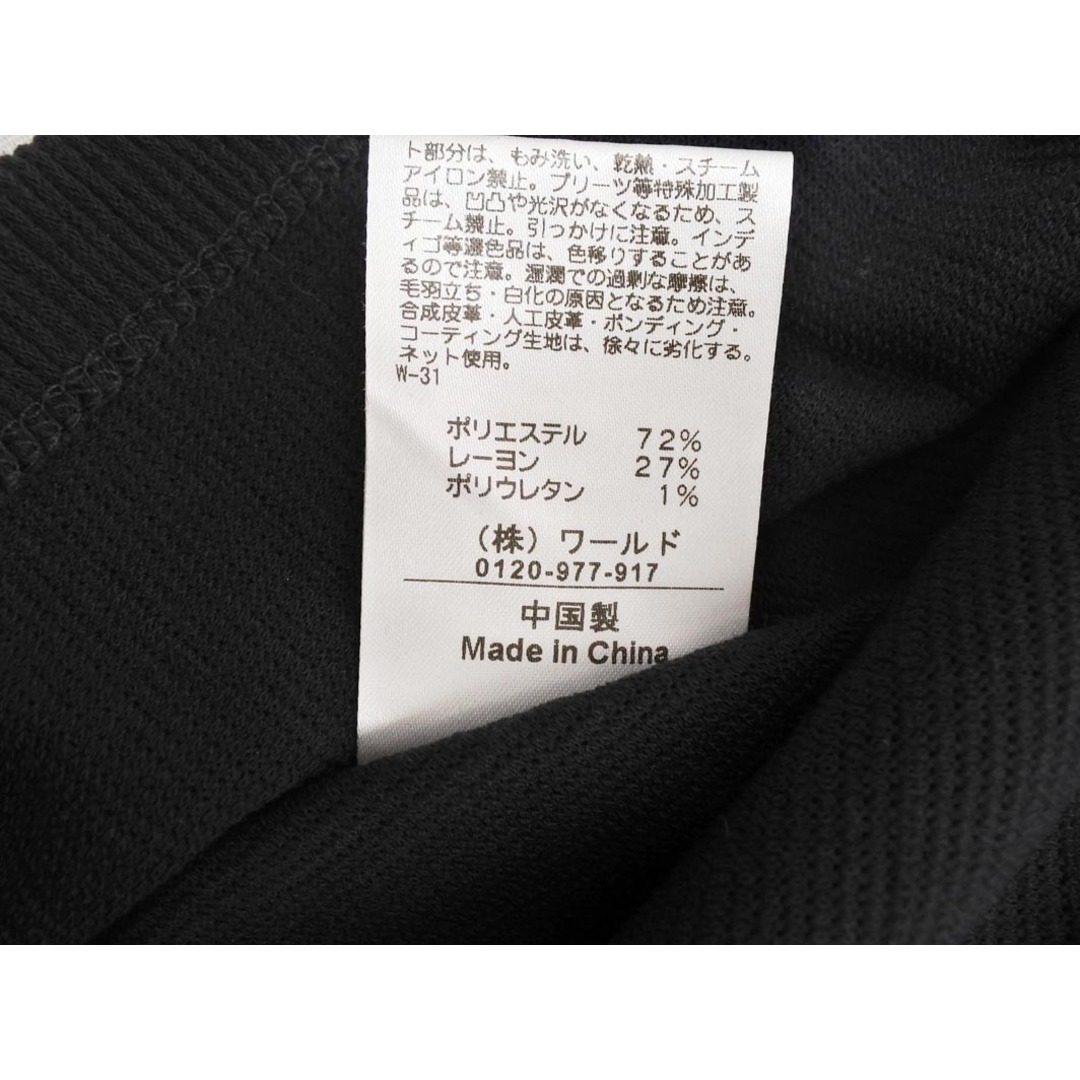 ト部分は、もみ洗い、乾熱・スチーム
アイロン禁止。プリーツ等特殊加工製
品は、凹凸や光沢がなくなるため、ス
チーム禁止。引っかけに注意。インデ
ィゴ等濃色品は、色移りすることがあ
るので注意。湿潤での過剰な摩擦は、
毛羽立ち・白化の原因となるため注意。
合成皮革・人工皮革・ボンディング・
コーティング生地は、徐々に劣化する。
ネット使用。
W-31
ポリエステル 72%
レーヨン 27%
ポリウレタン 1%
(株) ワールド
0120-977-917
中国製
Made in China